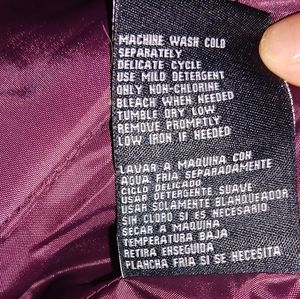 MACHINE WASH COLD
SEPARATELY
DELICATE CYCLE
USE MILD DETERGENT
ONLY NON-CHLORINE
BLEACH WHEN NEEDED
TUMBLE DRY LOW
REMOVE PROMPTLY
LOW IRON IF NEEDED
LAVAR A MAQUINA CON
AGUA FRIA SEPARADAMENTE
CICLO DELICADO
USAR DETERGENTE SUAVE
USAR SOLAMENTE BLANQUEADOR
SIN CLORO SI ES NECESARIO
SECAR A MAQUINA
TEMPERATURA BAJA
RETIRA ENSEGUIDA
PLANCHA FRIA SI SE NECESITA